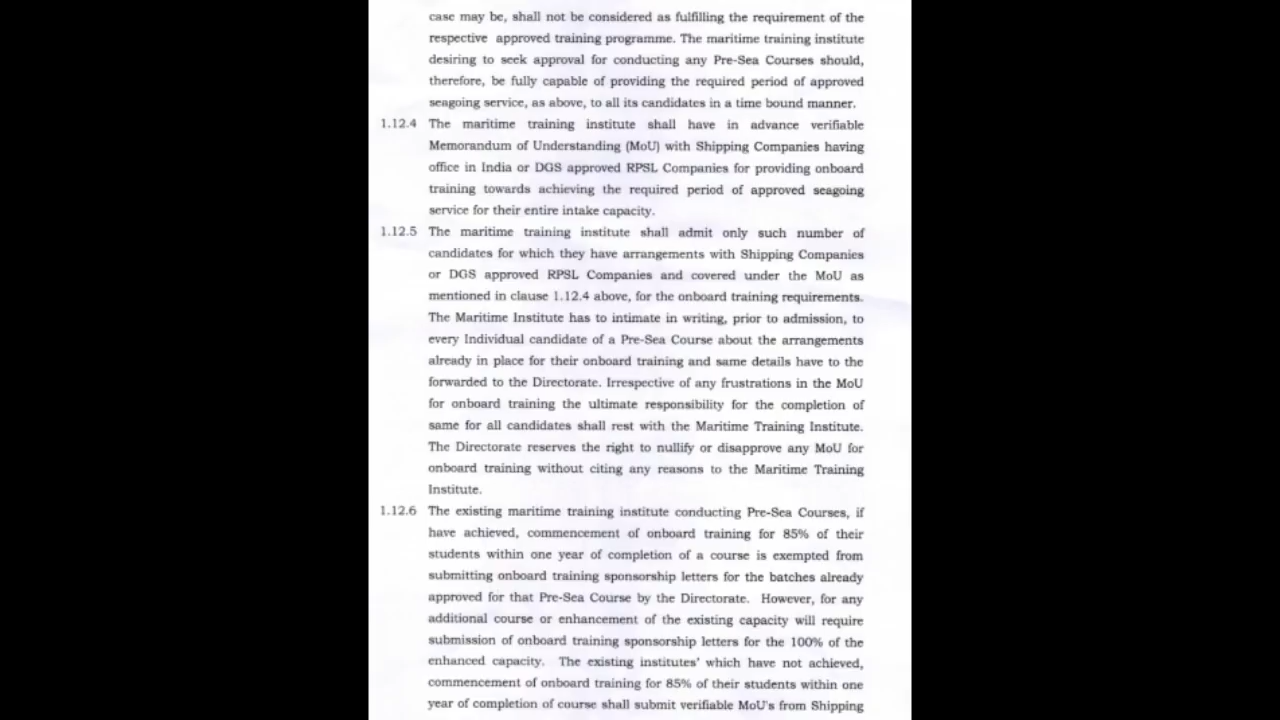 case may be, shall not be considered as fulfilling the requirement of the
respective approved training programme. The maritime training institute
desiring to seek approval for conducting any Pre-Sea Courses should,
therefore, be fully capable of providing the required period of approved
seagoing service, as above, to all its candidates in a time bound manner.
1.12.4 The maritime training institute shall have in advance verifiable
Memorandum of Understanding (MoU) with Shipping Companies having
office in India or DGS approved RPSL Companies for providing onboard
training towards achieving the required period of approved seagoing
service for their entire intake capacity.
1.12.5 The maritime training institute shall admit only such number of
candidates for which they have arrangements with Shipping Companies
or DGS approved RPSL Companies and covered under the MoU as
mentioned in clause 1.12.4 above, for the onboard training requirements.
The Maritime Institute has to intimate in writing, prior to admission, to
every Individual candidate of a Pre-Sea Course about the arrangements
already in place for their onboard training and same details have to the
forwarded to the Directorate. Irrespective of any frustrations in the MoU
for onboard training the ultimate responsibility for the completion of
same for all candidates shall rest with the Maritime Training Institute.
The Directorate reserves the right to nullify or disapprove any MoU for
onboard training without citing any reasons to the Maritime Training
Institute.
1.12.6 The existing maritime training institute conducting Pre-Sea Courses, if
have achieved, commencement of onboard training for 85% of their
students within one year of completion of a course is exempted from
submitting onboard training sponsorship letters for the batches already
approved for that Pre-Sea Course by the Directorate. However, for any
additional course or enhancement of the existing capacity will require
submission of onboard training sponsorship letters for the 100% of the
enhanced capacity. The existing institutes' which have not achieved,
commencement of onboard training for 85% of their students within one
year of completion of course shall submit verifiable MoU's from Shipping